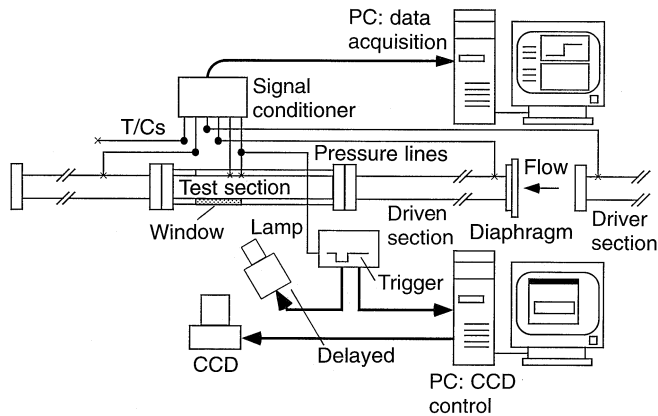 PC: data
acquisition
Signal
conditioner
T/Cs
Pressure lines
Test section
Flow
Window
Lamp
Driven
section
Diaphragm
Driver
section
Trigger
CCD
Delayed
PC: CCD
control